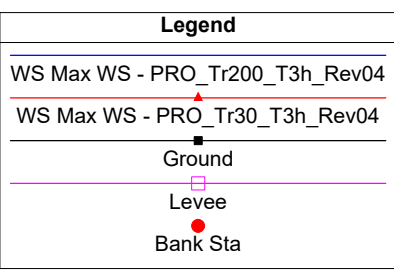 Legend
WS Max WS - PRO_Tr200_T3h_Rev04
WS Max WS - PRO_Tr30_T3h_Rev04
Ground
Levee
Bank Sta